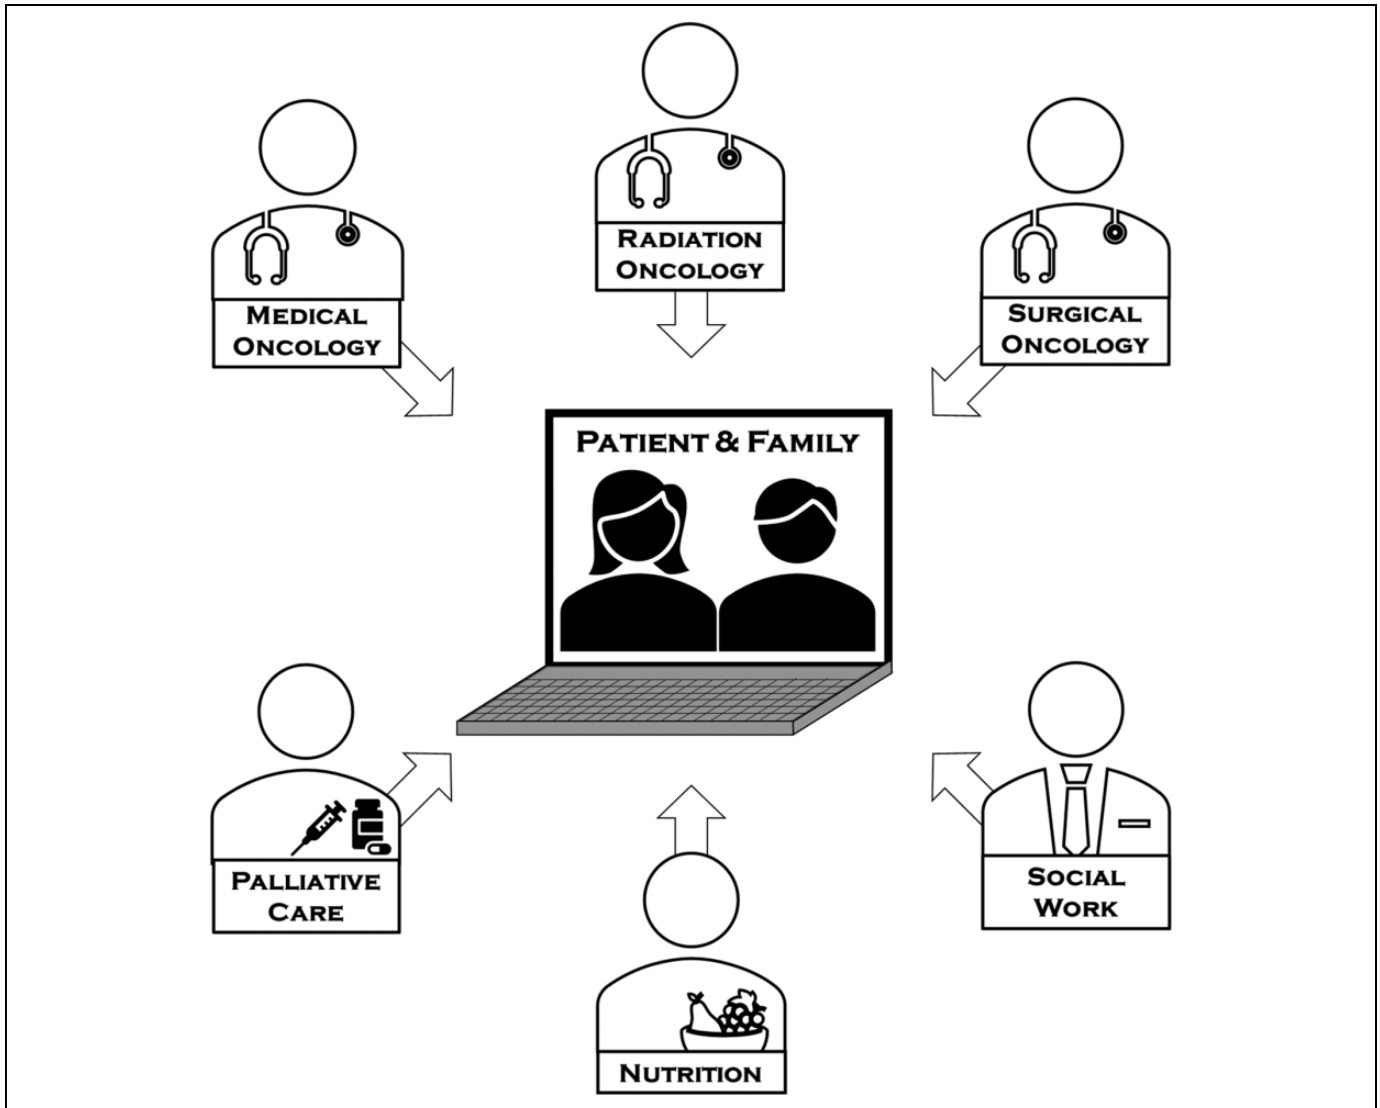 RADIATION
ONCOLOGY
MEDICAL
ONCOLOGY
SURGICAL
ONCOLOGY
PATIENT & FAMILY
PALLIATIVE
CARE
SOCIAL
WORK
NUTRITION